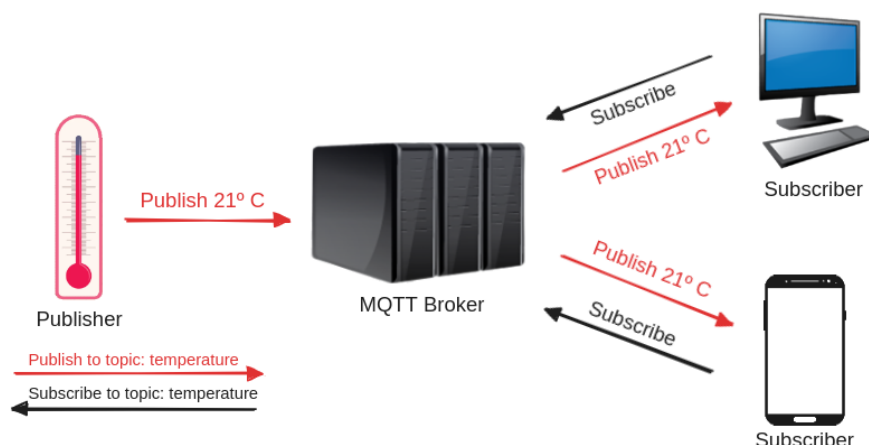 Subscribe
Publish 21º C
Subscriber
Publish 21º C
MQTT Broker
Publisher
Publish 21º C
Subscribe
Subscriber
Publish to topic: temperature
Subscribe to topic: temperature